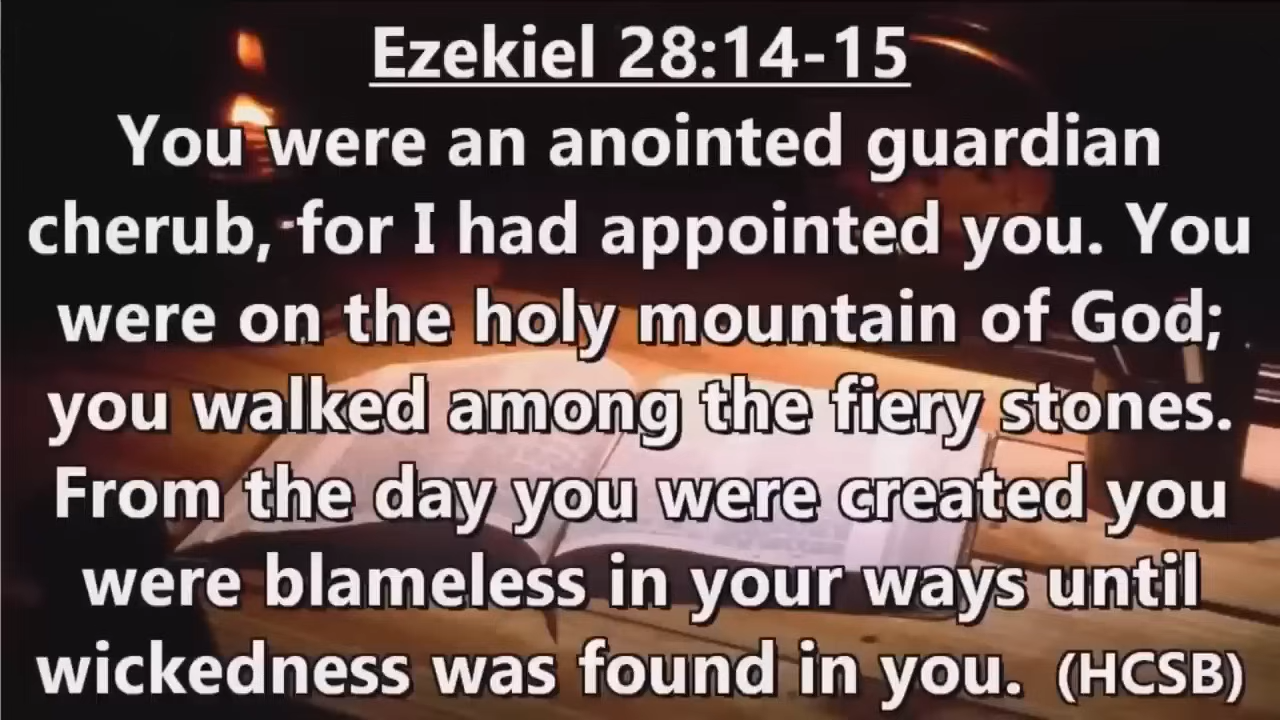 Ezekiel 28:14-15
You were an anointed guardian
cherub, for I had appointed you. You
were on the holy mountain of God;
you walked among the fiery stones.
From the day you were created you
were blameless in your ways until
wickedness was found in you. (HCSB)